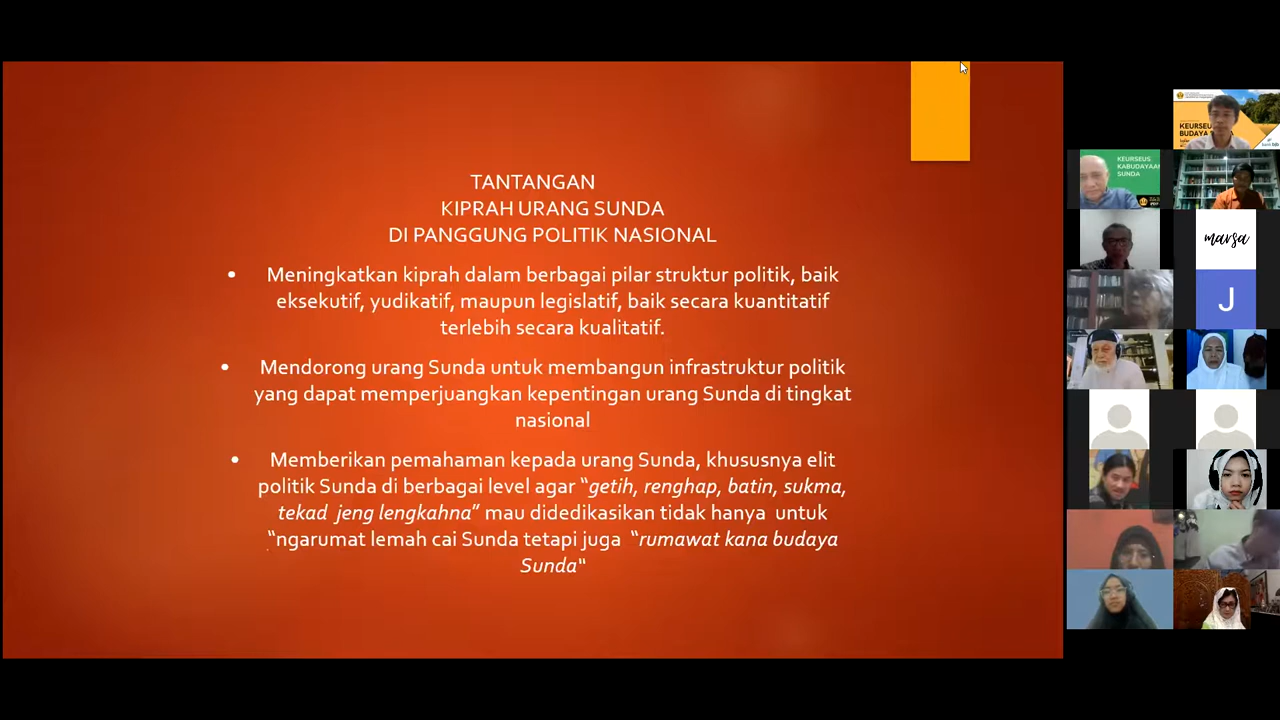 TANTANGAN
KIPRAH URANG SUNDA
DI PANGGUNG POLITIK NASIONAL
• Meningkatkan kiprah dalam berbagai pilar struktur politik, baik
eksekutif, yudikatif, maupun legislatif, baik secara kuantitatif
terlebih secara kualitatif.
• Mendorong urang Sunda untuk membangun infrastruktur politik
yang dapat memperjuangkan kepentingan urang Sunda di tingkat
nasional
• Memberikan pemahaman kepada urang Sunda, khususnya elit
politik Sunda di berbagai level agar “getih, renghap, batin, sukma,
tekad jeng lengkahna” mau didedikasikan tidak hanya untuk
“ngarumat lemah cai Sunda tetapi juga “rumawat kana budaya
Sunda“
KEURSEUS
KABUDAYAAN
SUNDA
marsa
J